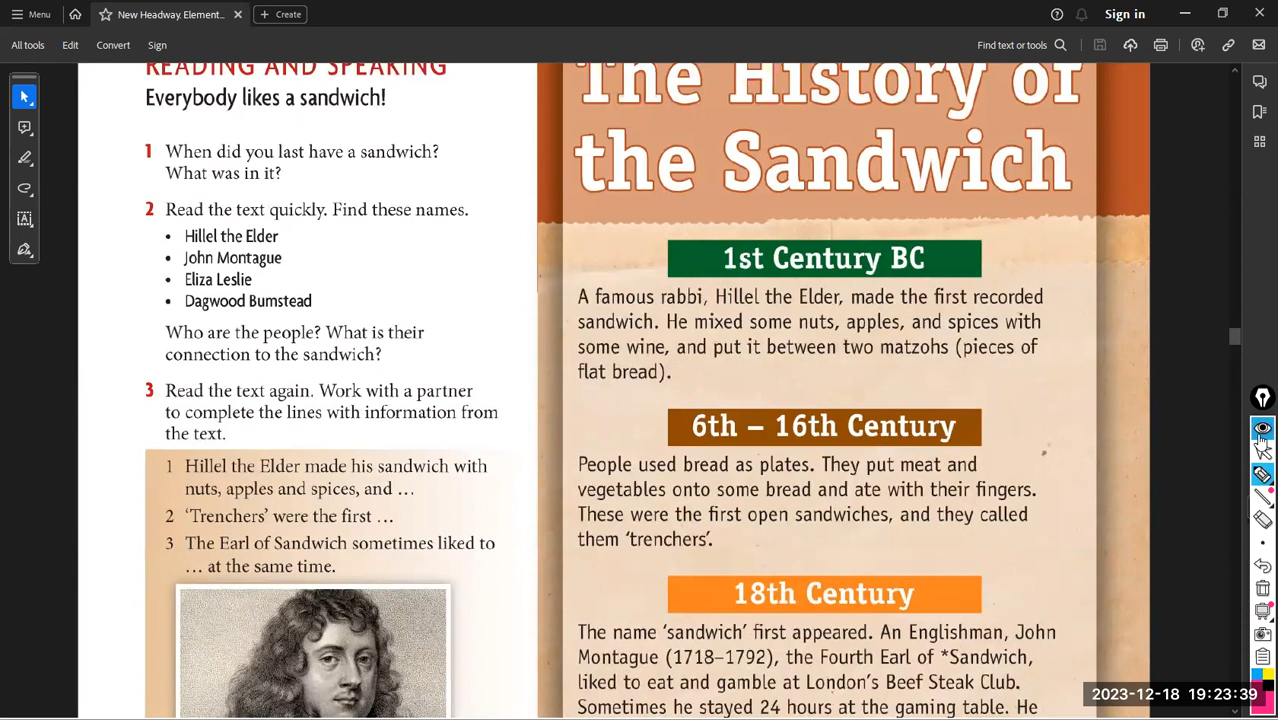 Menu
New Headway. Element...
Create
Sign in
All tools
Edit
Convert
Sign
Find text or tools
READING AND SPEAKING
Everybody likes a sandwich!
1 When did you last have a sandwich?
What was in it?
2 Read the text quickly. Find these names.
• Hillel the Elder
• John Montague
• Eliza Leslie
• Dagwood Bumstead
Who are the people? What is their
connection to the sandwich?
3 Read the text again. Work with a partner
to complete the lines with information from
the text.
1 Hillel the Elder made his sandwich with
nuts, apples and spices, and …
2 ‘Trenchers’ were the first …
3 The Earl of Sandwich sometimes liked to
… at the same time.
The History of
the Sandwich
1st Century BC
A famous rabbi, Hillel the Elder, made the first recorded
sandwich. He mixed some nuts, apples, and spices with
some wine, and put it between two matzohs (pieces of
flat bread).
6th – 16th Century
People used bread as plates. They put meat and
vegetables onto some bread and ate with their fingers.
These were the first open sandwiches, and they called
them ‘trenchers’.
18th Century
The name ‘sandwich’ first appeared. An Englishman, John
Montague (1718–1792), the Fourth Earl of *Sandwich,
liked to eat and gamble at London’s Beef Steak Club.
Sometimes he stayed 24 hours at the gaming table. He
2023-12-18 19:23:39